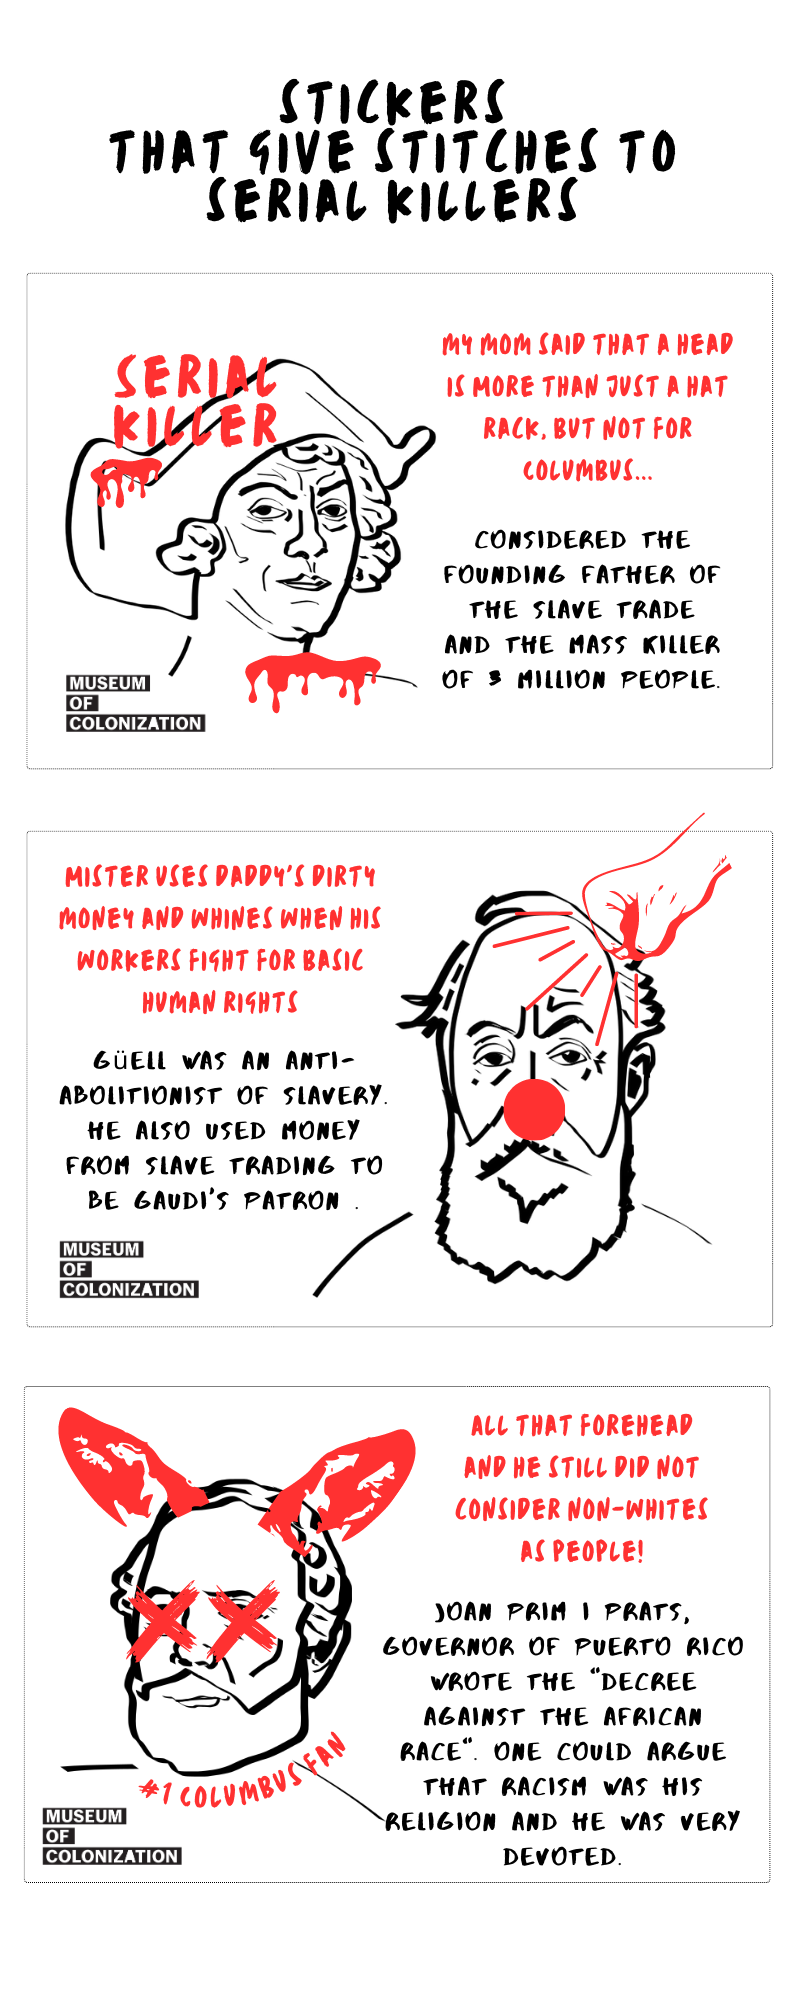 STICKERS
THAT GIVE STITCHES TO
SERIAL KILLERS
SERIAL
KILLER
MY MOM SAID THAT A HEAD
IS MORE THAN JUST A HAT
RACK, BUT NOT FOR
COLUMBUS...
CONSIDERED THE
FOUNDING FATHER OF
THE SLAVE TRADE
AND THE MASS KILLER
OF 3 MILLION PEOPLE.
MUSEUM
OF
COLONIZATION
MISTER USES DADDY'S DIRTY
MONEY AND WHINES WHEN HIS
WORKERS FIGHT FOR BASIC
HUMAN RIGHTS
GÜELL WAS AN ANTI-
ABOLITIONIST OF SLAVERY.
HE ALSO USED MONEY
FROM SLAVE TRADING TO
BE GAUDI'S PATRON .
MUSEUM
OF
COLONIZATION
ALL THAT FOREHEAD
AND HE STILL DID NOT
CONSIDER NON-WHITES
AS PEOPLE!
JOAN PRIM I PRATS,
GOVERNOR OF PUERTO RICO
WROTE THE "DECREE
AGAINST THE AFRICAN
RACE". ONE COULD ARGUE
THAT RACISM WAS HIS
RELIGION AND HE WAS VERY
DEVOTED.
#1 COLUMBUS FAN
MUSEUM
OF
COLONIZATION